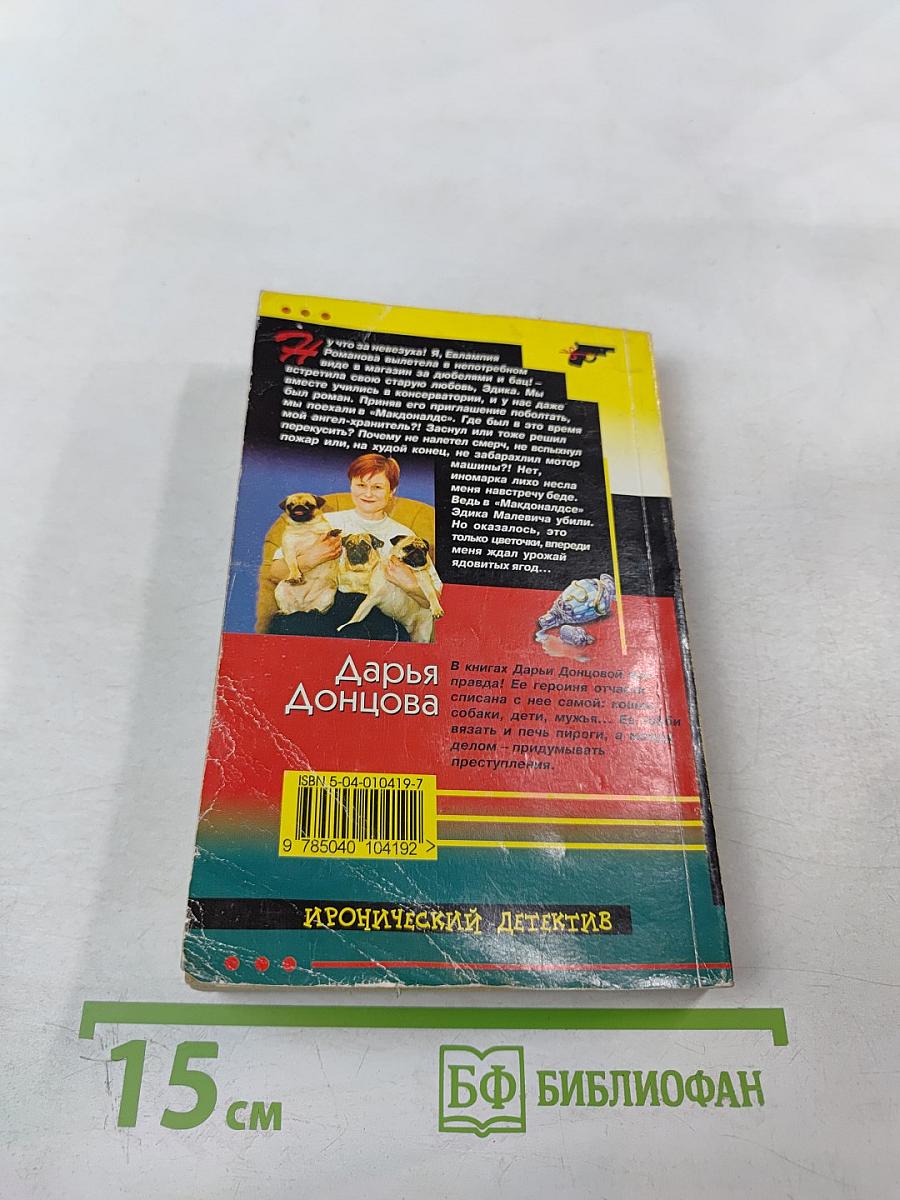 Ну что за невезуха! Я, Евлампия
Романова вылетела в непотребном
виде в магазин за дюбелями и бац! –
встретила свою старую любовь, Эдика. Мы
вместе учились в консерватории, и у нас даже
был роман. Приняв его приглашение поболтать,
мы поехали в «Макдоналдс». Где был в это время
мой ангел-хранитель?! Заснул или тоже решил
перекусить? Почему не налетел смерч, не вспыхнул
пожар или, на худой конец, не забарахлил мотор
машины?! Нет,
иномарка лихо несла
меня навстречу беде.
Ведь в «Макдоналдсе»
Эдика Малевича убили.
Но оказалось, это
только цветочки, впереди
меня ждал урожай
ядовитых ягод...
Дарья
Донцова
В книгах Дарьи Донцовой
правда! Ее героиня отчасти
списана с нее самой: кошки,
собаки, дети, мужья... Ее хобби
вязать и печь пироги, а
делом – придумывать
преступления.
ISBN 5-04-010419-7
9 785040 104192 >
ИРОНИЧЕСКИЙ ДЕТЕКТИВ
15 см
БФ БИБЛИОФАН